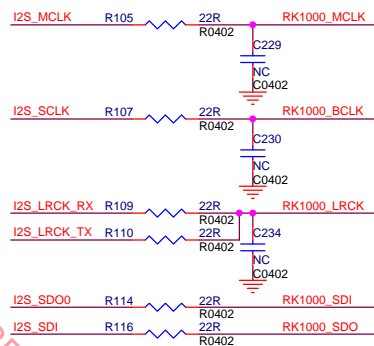 I2S_MCLK R105 22R RK1000_MCLK
R0402
C229
NC
C0402
I2S_SCLK R107 22R RK1000_BCLK
R0402
C230
NC
C0402
I2S_LRCK_RX R109 22R RK1000_LRCK
R0402
I2S_LRCK_TX R110 22R C234
R0402
NC
C0402
I2S_SDO0 R114 22R RK1000_SDI
R0402
I2S_SDI R116 22R RK1000_SDO
R0402